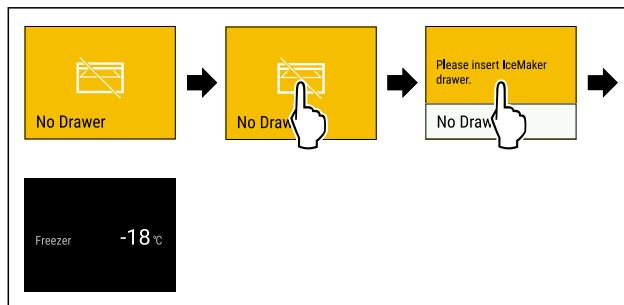 No Drawer
No Draw
Please insert IceMaker
drawer.
No Draw
Freezer -18 °C